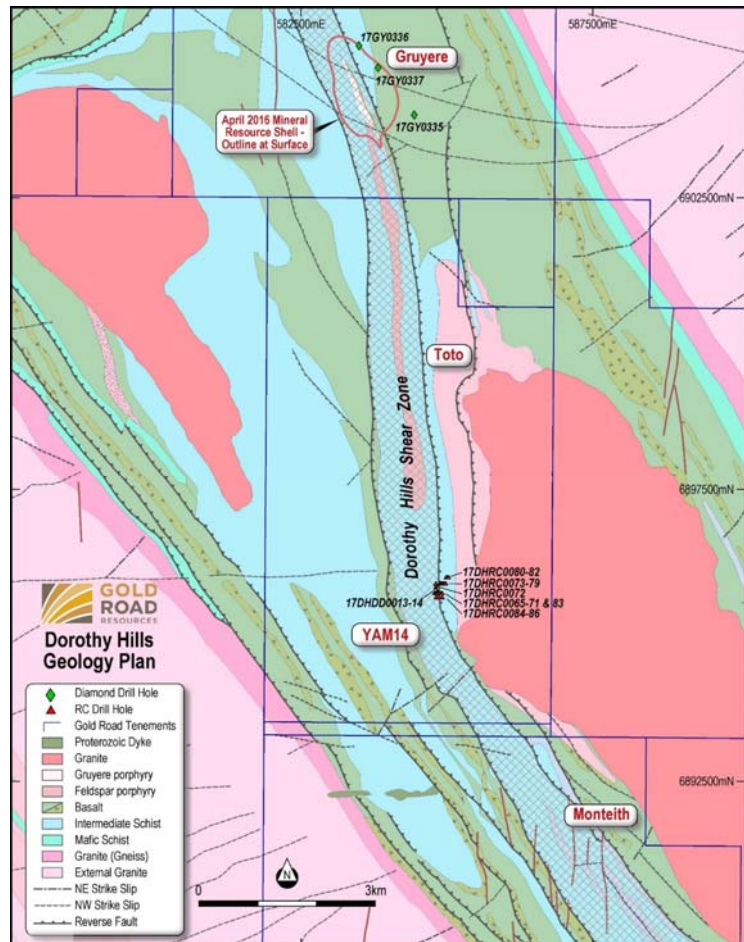 582500mE
587500mE
17GY0336
Gruyere
17GY0337
April 2016 Mineral
Resource Shell -
Outline at Surface
17GY0335
6902500mN
Toto
Dorothy Hills Shear Zone
6897500mN
17DHRC0080-82
17DHRC0073-79
17DHRC0072
17DHDD0013-14
17DHRC0065-71 & 83
17DHRC0084-86
YAM14
GOLD
ROAD
RESOURCES
Dorothy Hills
Geology Plan
Diamond Drill Hole
RC Drill Hole
Gold Road Tenements
Proterozoic Dyke
Granite
Gruyere porphyry
Feldspar porphyry
Basalt
Intermediate Schist
Mafic Schist
Granite (Gneiss)
External Granite
NE Strike Slip
NW Strike Slip
Reverse Fault
6892500mN
Monteith
N
0 3km